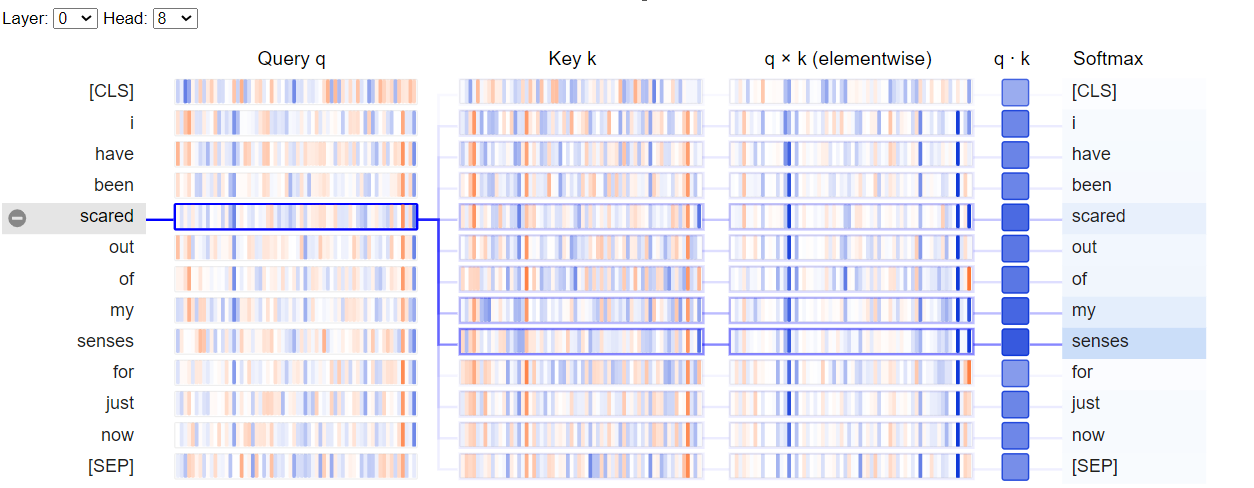 Layer: 0 Head: 8
Query q Key k q × k (elementwise) q · k Softmax
[CLS] [CLS]
i i
have have
been been
scared scared
out out
of of
my my
senses senses
for for
just just
now now
[SEP] [SEP]